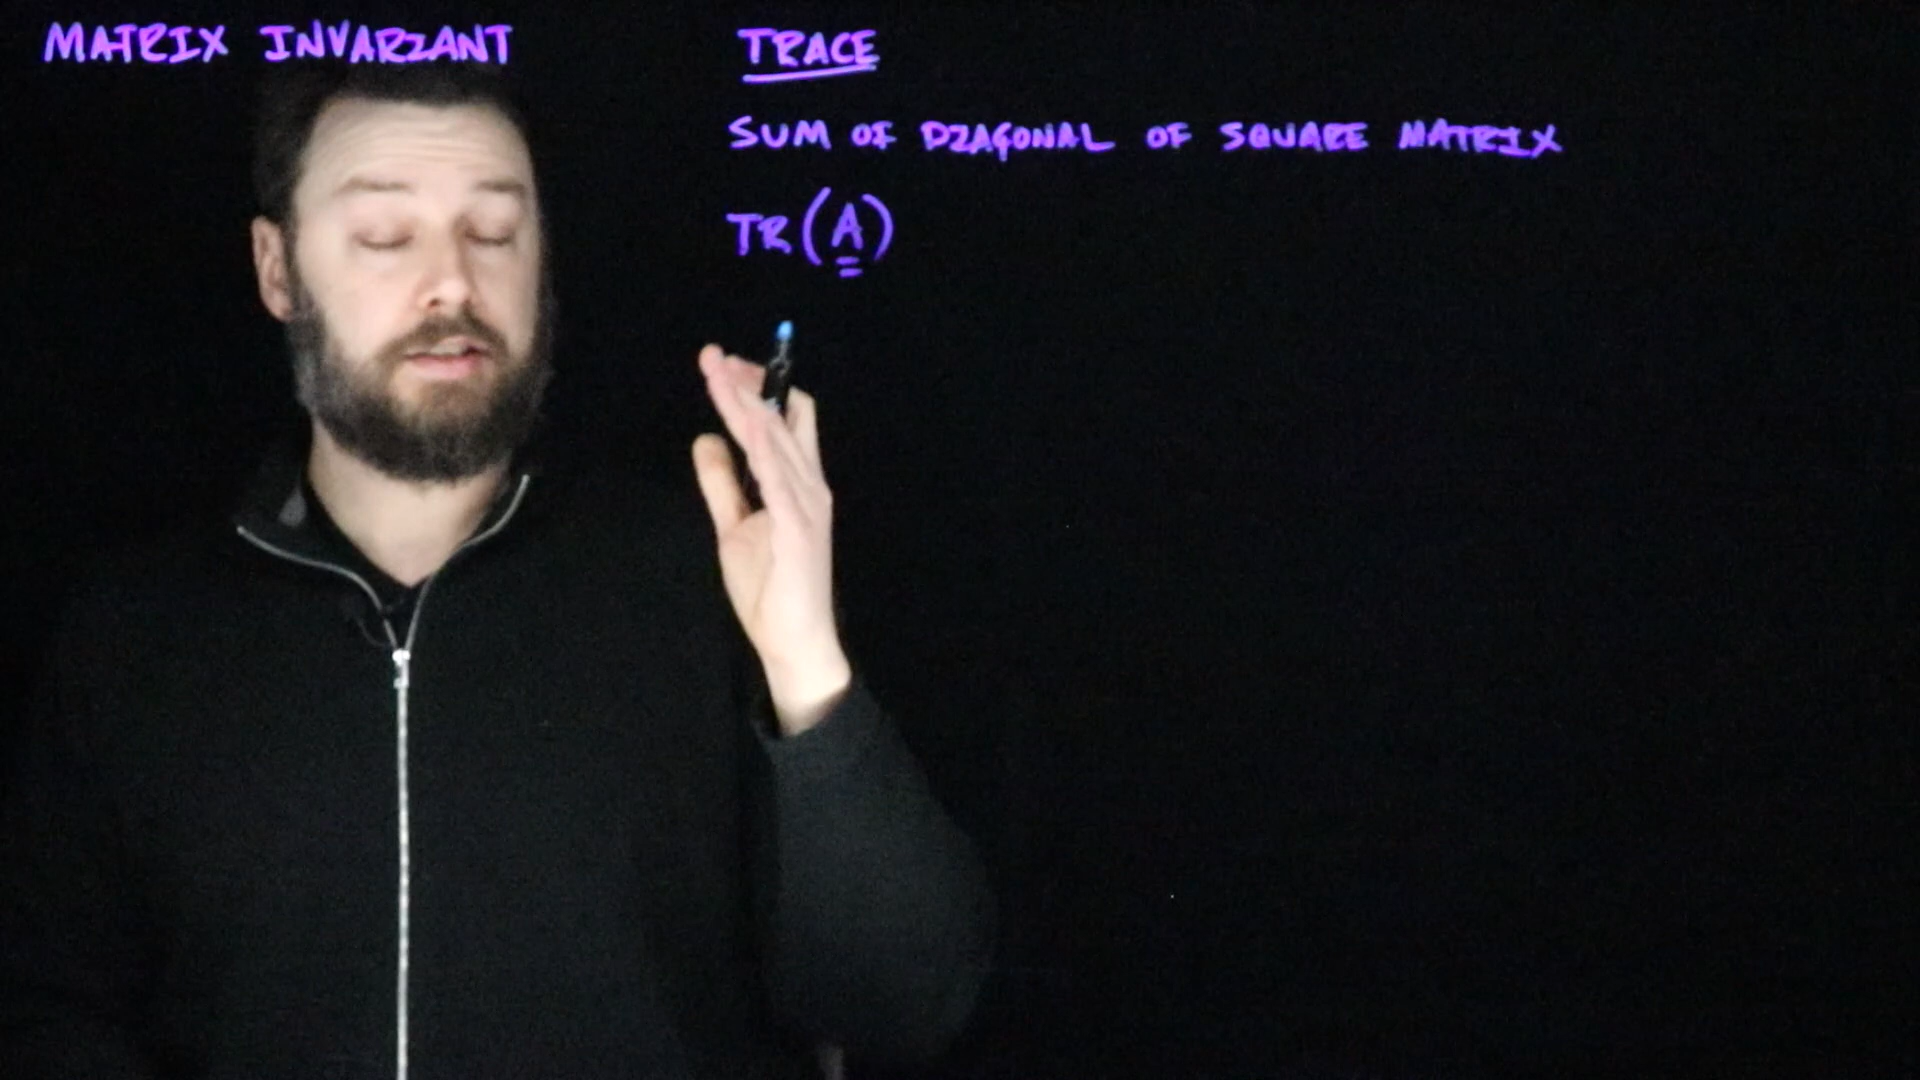 MATRIX INVARIANT
TRACE
SUM OF DIAGONAL OF SQUARE MATRIX
TR(A)